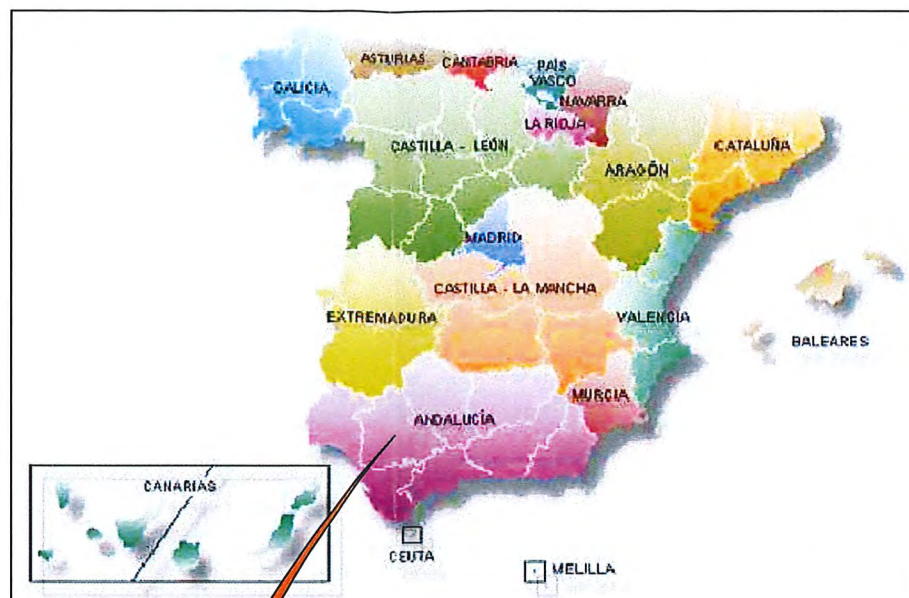 ASTURIAS
CANTABRIA
PAÍS
VASCO
GALICIA
NAVARRA
LA RIOJA
CASTILLA - LEÓN
CATALUÑA
ARAGÓN
MADRID
CASTILLA - LA MANCHA
EXTREMADURA
VALENCIA
BALEARES
MURCIA
ANDALUCÍA
CANARIAS
CEUTA
MELILLA